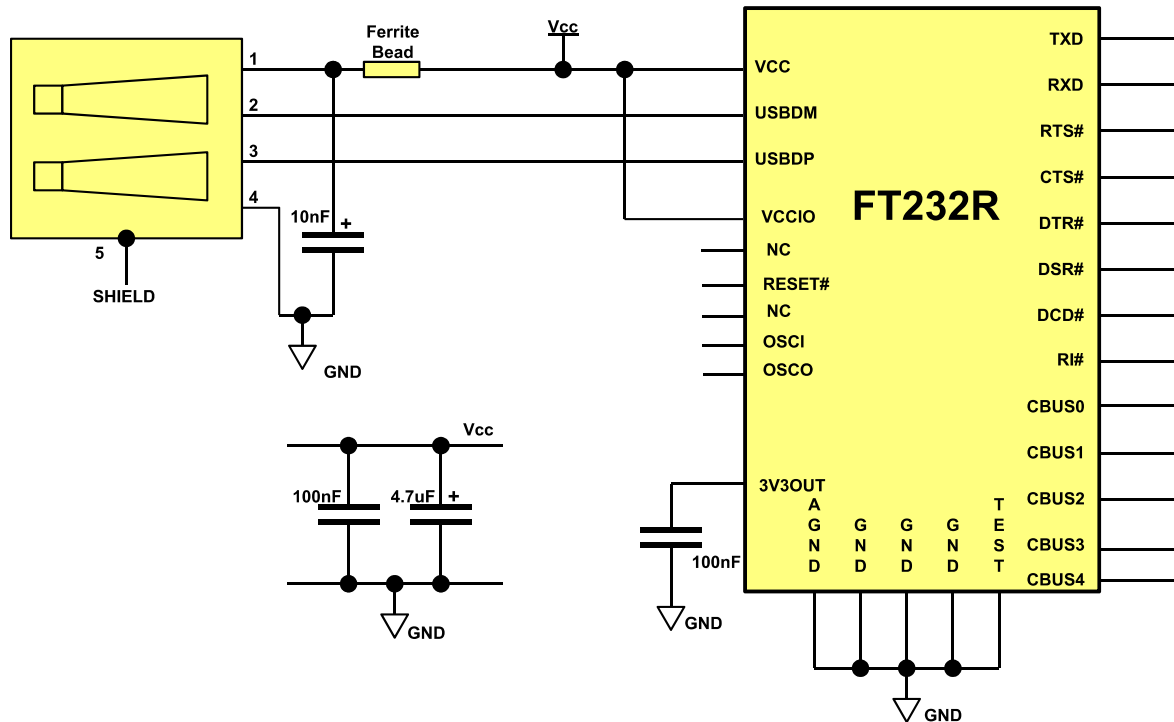 1
Ferrite
Bead
Vcc
2
3
4
10nF
+
5
SHIELD
GND
Vcc
100nF
4.7uF
+
GND
VCC
USBDM
USBDP
VCCIO
NC
RESET#
NC
OSCI
OSCO
3V3OUT
100nF
GND
FT232R
AGND
GND
GND
GND
TEST
GND
TXD
RXD
RTS#
CTS#
DTR#
DSR#
DCD#
RI#
CBUS0
CBUS1
CBUS2
CBUS3
CBUS4